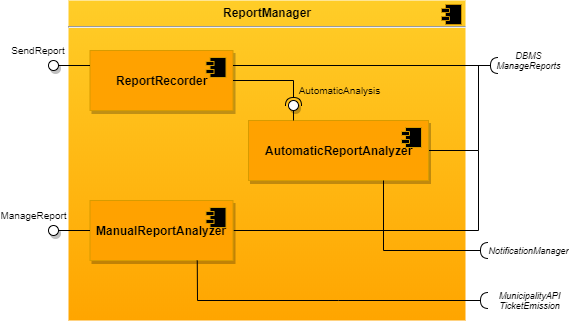 ReportManager
SendReport
DBMS
ManageReports
ReportRecorder
AutomaticAnalysis
AutomaticReportAnalyzer
ManageReport
ManualReportAnalyzer
NotificationManager
MunicipalityAPI
TicketEmission